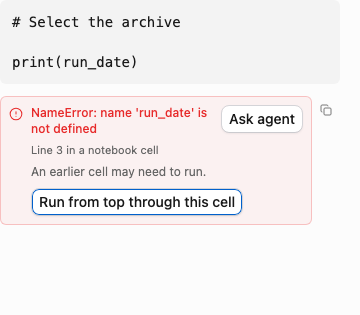 # Select the archive
print(run_date)
NameError: name 'run_date' is
not defined
Ask agent
Line 3 in a notebook cell
An earlier cell may need to run.
Run from top through this cell